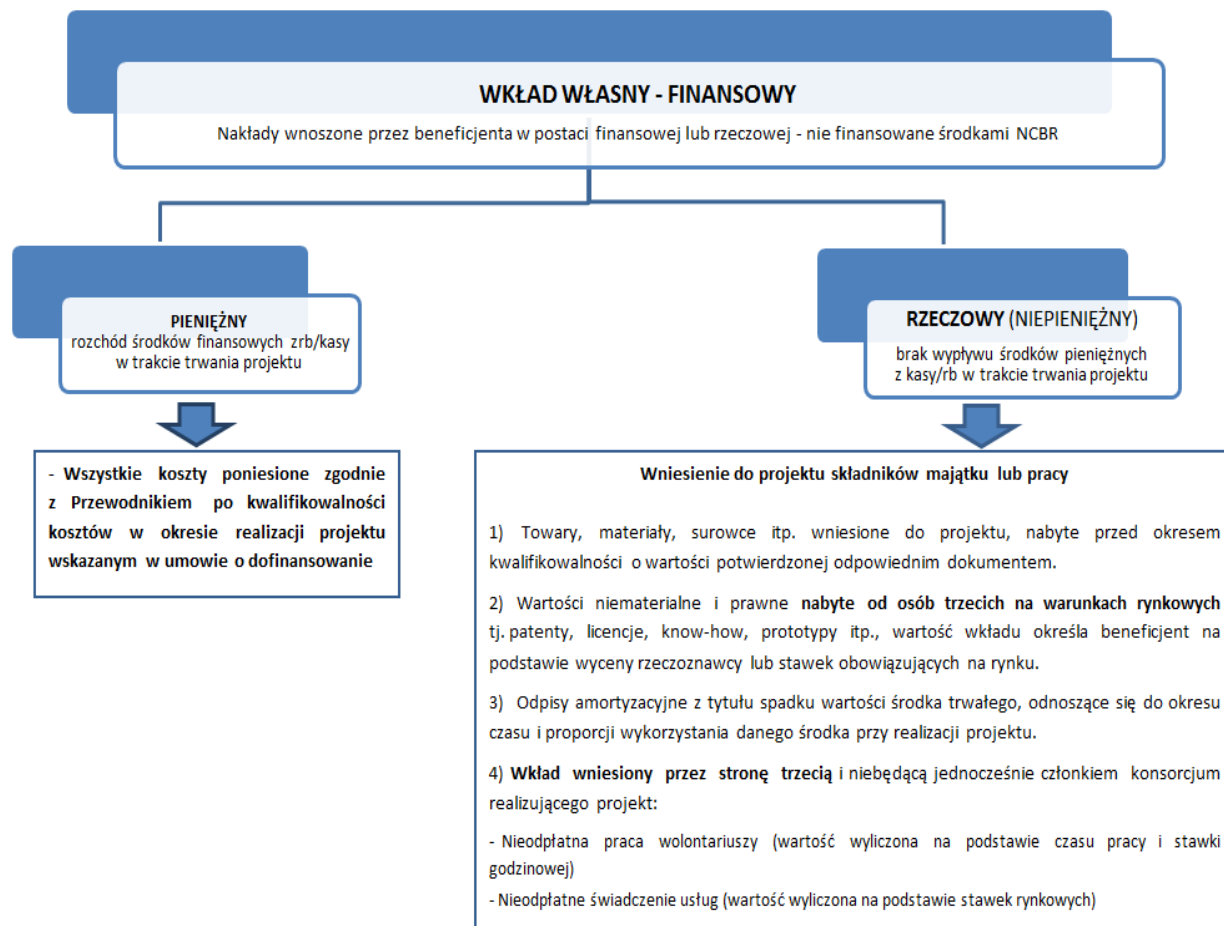 WKŁAD WŁASNY - FINANSOWY
Nakłady wnoszone przez beneficjenta w postaci finansowej lub rzeczowej - nie finansowane środkami NCBR
PIENIĘŻNY
rozchód środków finansowych zrb/kasy
w trakcie trwania projektu
- Wszystkie koszty poniesione zgodnie
z Przewodnikiem po kwalifikowalności
kosztów w okresie realizacji projektu
wskazanym w umowie o dofinansowanie
RZECZOWY (NIEPIENIĘŻNY)
brak wypływu środków pieniężnych
z kasy/rb w trakcie trwania projektu
Wniesienie do projektu składników majątku lub pracy
1) Towary, materiały, surowce itp. wniesione do projektu, nabyte przed okresem
kwalifikowalności o wartości potwierdzonej odpowiednim dokumentem.
2) Wartości niematerialne i prawne nabyte od osób trzecich na warunkach rynkowych
tj. patenty, licencje, know-how, prototypy itp., wartość wkładu określa beneficjent na
podstawie wyceny rzeczoznawcy lub stawek obowiązujących na rynku.
3) Odpisy amortyzacyjne z tytułu spadku wartości środka trwałego, odnoszące się do okresu
czasu i proporcji wykorzystania danego środka przy realizacji projektu.
4) Wkład wniesiony przez stronę trzecią i niebędącą jednocześnie członkiem konsorcjum
realizującego projekt:
- Nieodpłatna praca wolontariuszy (wartość wyliczona na podstawie czasu pracy i stawki
godzinowej)
- Nieodpłatne świadczenie usług (wartość wyliczona na podstawie stawek rynkowych)